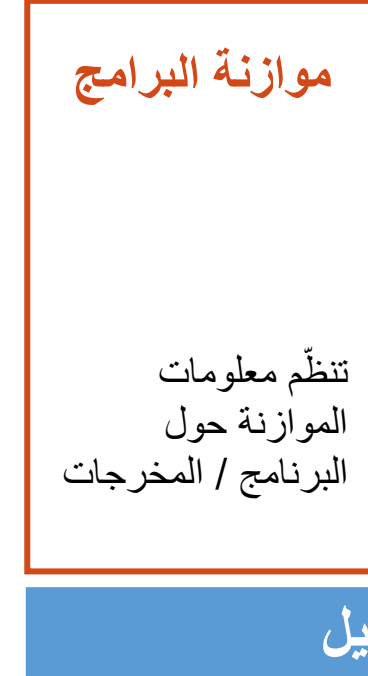 موازنة البرامج
تنظّم معلومات
الموازنة حول
البرنامج / المخرجات